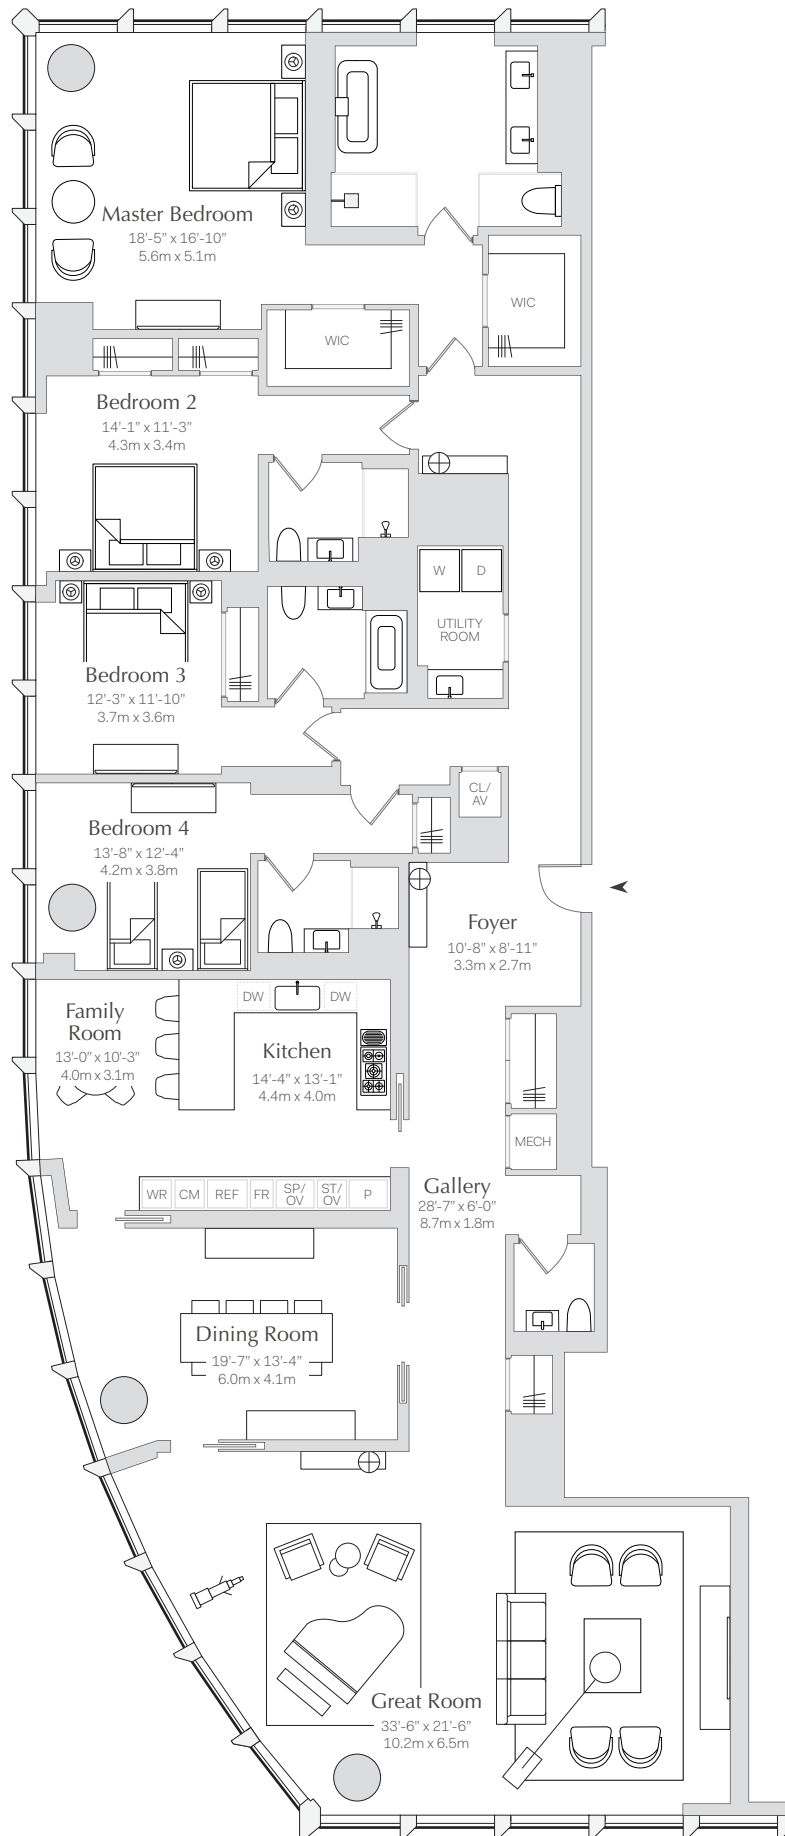 Master Bedroom
18'-5" x 16'-10"
5.6m x 5.1m
WIC
WIC
Bedroom 2
14'-1" x 11'-3"
4.3m x 3.4m
W
D
UTILITY
ROOM
Bedroom 3
12'-3" x 11'-10"
3.7m x 3.6m
CL/
AV
Bedroom 4
13'-8" x 12'-4"
4.2m x 3.8m
Foyer
10'-8" x 8'-11"
3.3m x 2.7m
Family
Room
13'-0" x 10'-3"
4.0m x 3.1m
DW
DW
Kitchen
14'-4" x 13'-1"
4.4m x 4.0m
MECH
WR
CM
REF
FR
SP/
OV
ST/
OV
P
Gallery
28'-7" x 6'-0"
8.7m x 1.8m
Dining Room
19'-7" x 13'-4"
6.0m x 4.1m
Great Room
33'-6" x 21'-6"
10.2m x 6.5m